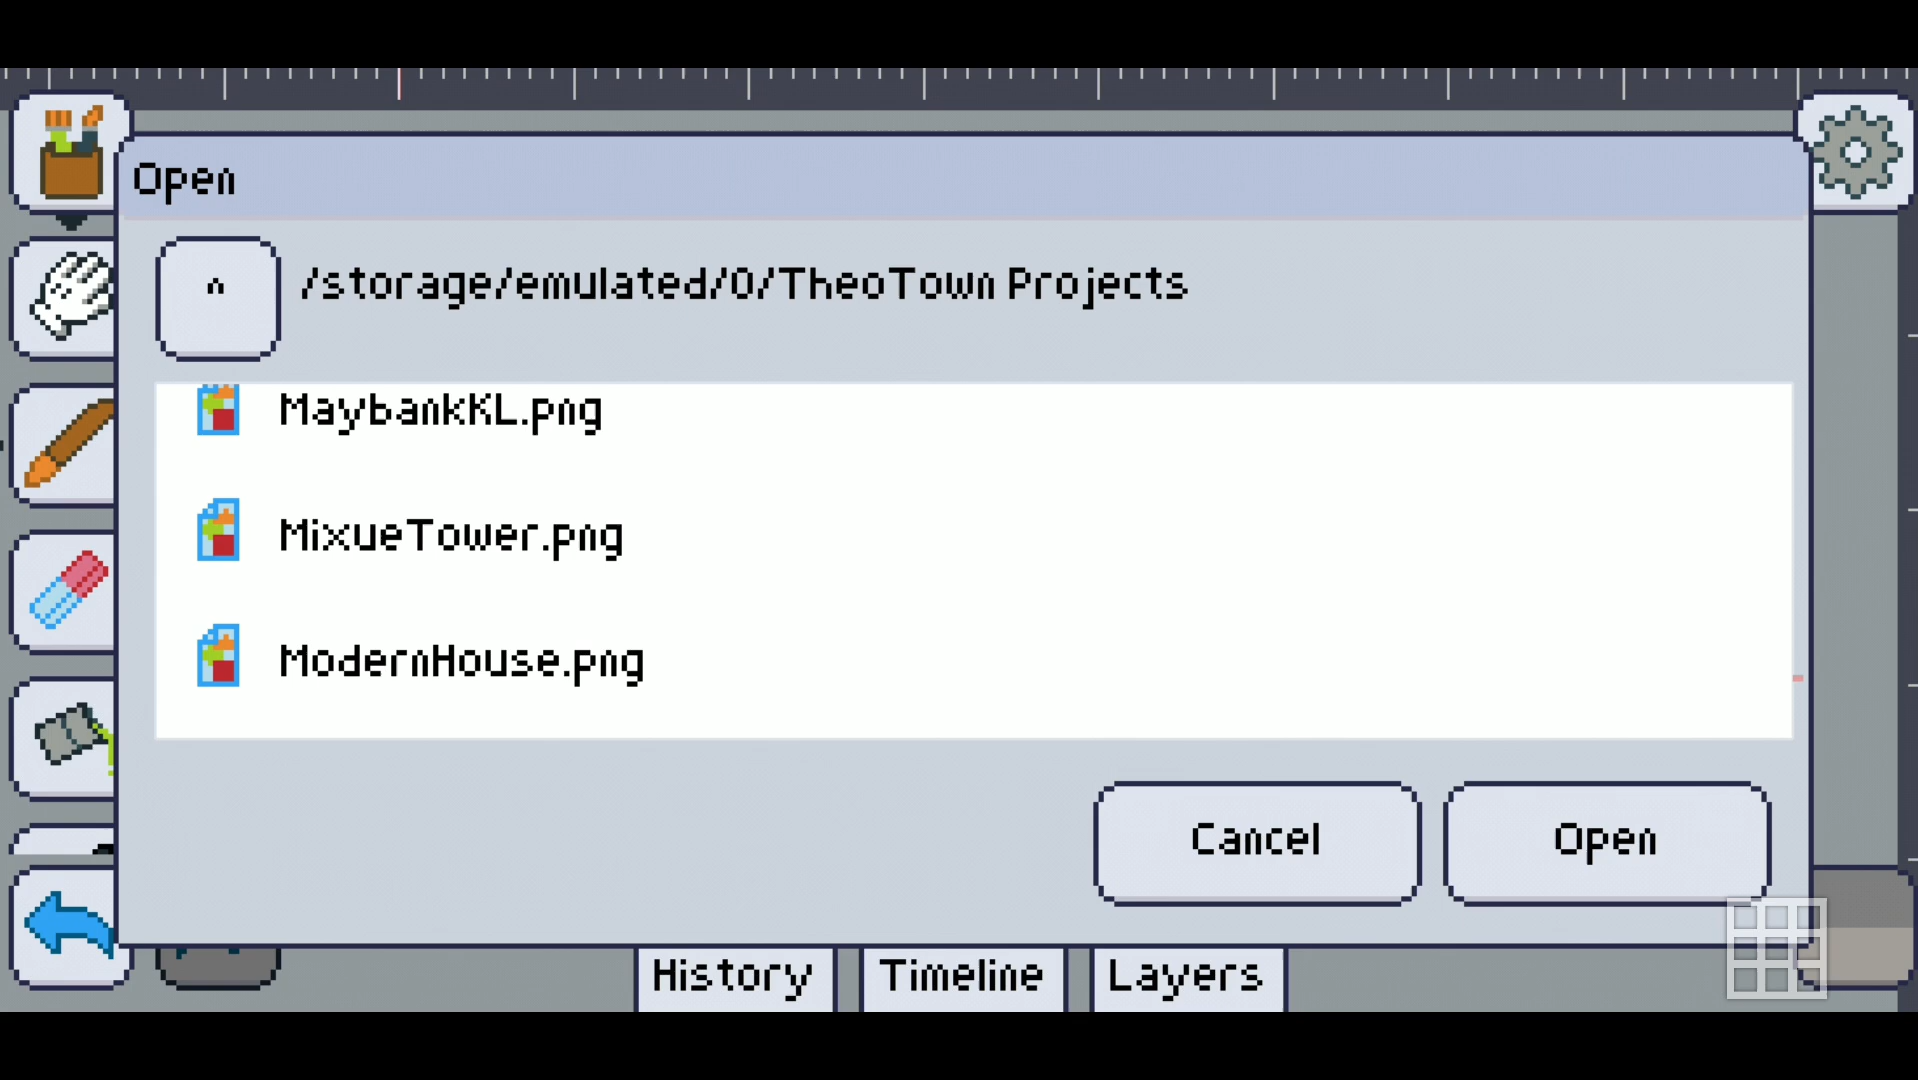 Open
^ /storage/emulated/0/TheoTown Projects
MaybankKL.png
MixueTower.png
ModernHouse.png
Cancel Open
History Timeline Layers